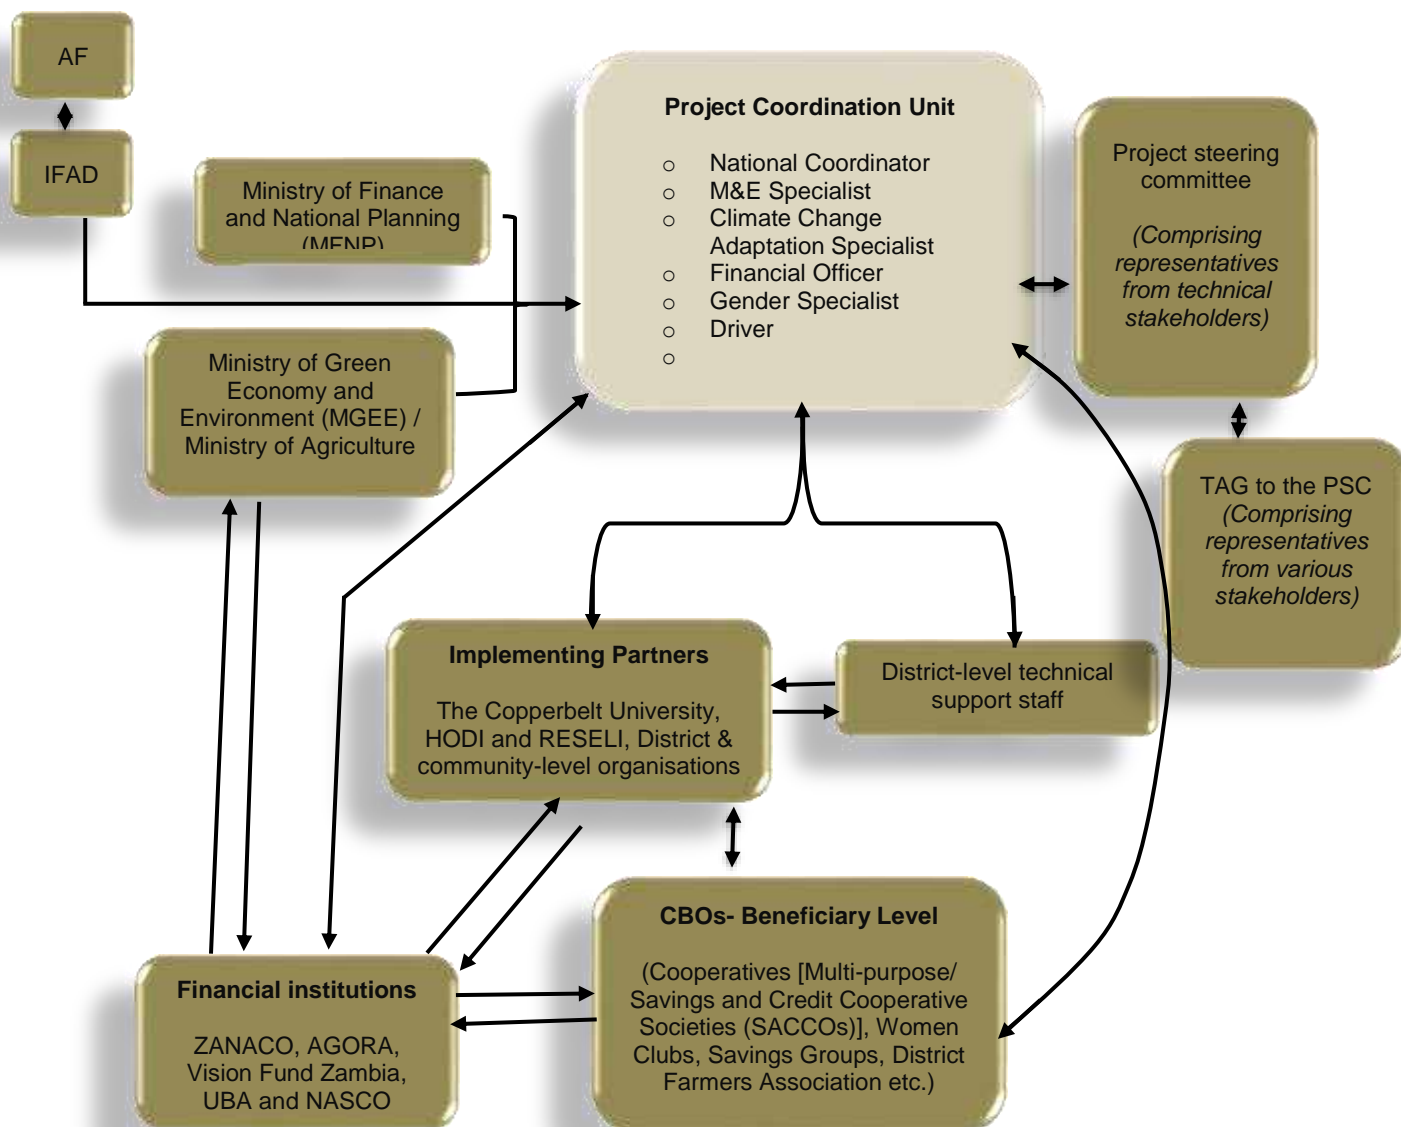 AF
IFAD
Ministry of Finance
and National Planning
(MFNP)
Ministry of Green
Economy and
Environment (MGEE) /
Ministry of Agriculture
Project Coordination Unit
o National Coordinator
o M&E Specialist
o Climate Change
Adaptation Specialist
o Financial Officer
o Gender Specialist
o Driver
o
Project steering
committee
(Comprising
representatives
from technical
stakeholders)
TAG to the PSC
(Comprising
representatives
from various
stakeholders)
Implementing Partners
The Copperbelt University,
HODI and RESELI, District &
community-level organisations
District-level technical
support staff
Financial institutions
ZANACO, AGORA,
Vision Fund Zambia,
UBA and NASCO
CBOs- Beneficiary Level
(Cooperatives [Multi-purpose/
Savings and Credit Cooperative
Societies (SACCOs)], Women
Clubs, Savings Groups, District
Farmers Association etc.)